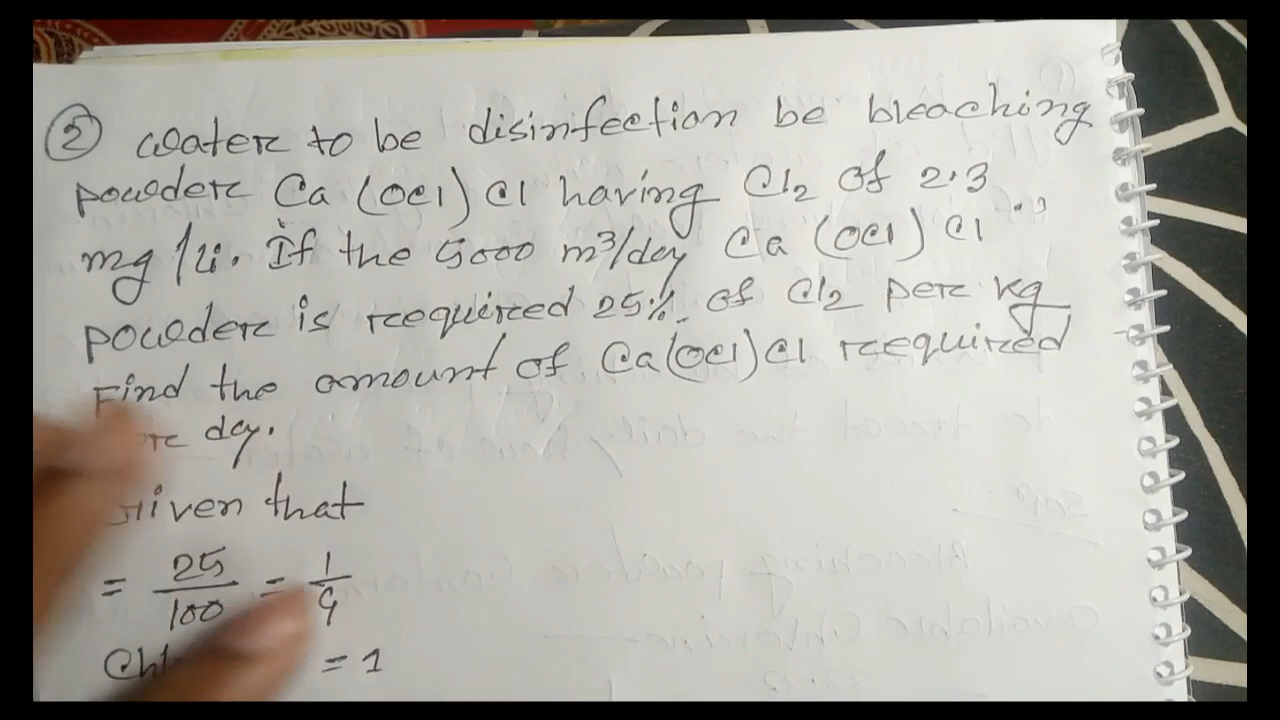 ② Water to be disinfection be bleaching
powder Ca (OCl) Cl having Cl2 of 2.3
mg/li. If the 5000 m³/day Ca (OCl) Cl
powder is required 25% of Cl2 per kg
Find the amount of Ca(OCl)Cl required
day.
Given that
= 25/100 = 1/4
= 1